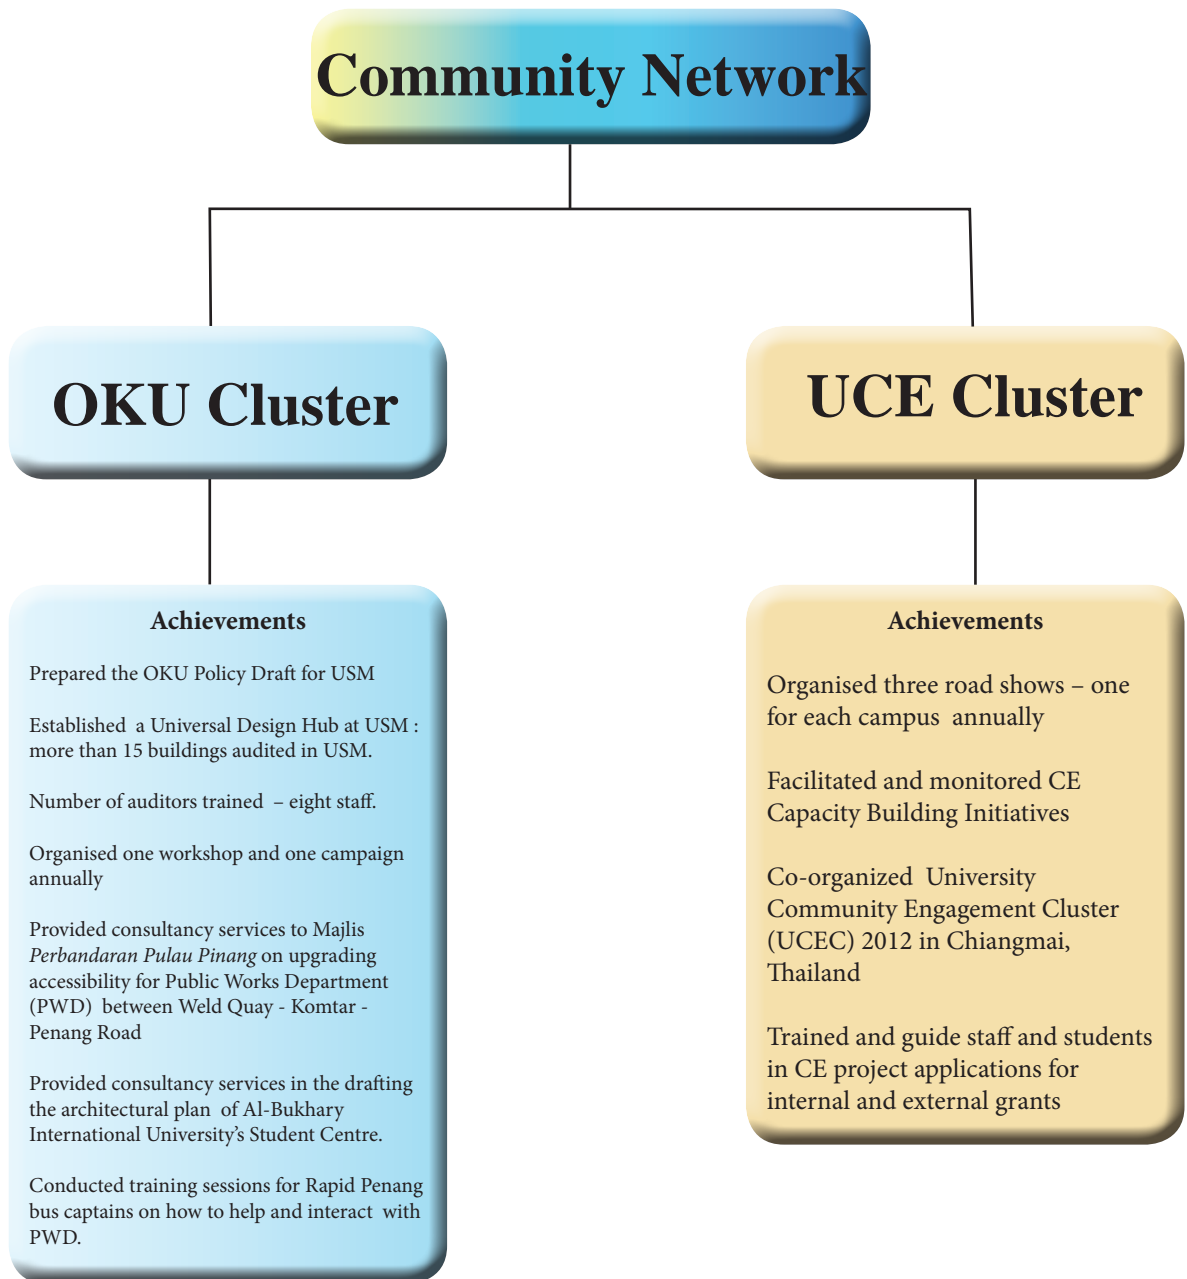 Community Network
OKU Cluster
UCE Cluster
Achievements
Prepared the OKU Policy Draft for USM
Established a Universal Design Hub at USM :
more than 15 buildings audited in USM.
Number of auditors trained – eight staff.
Organised one workshop and one campaign
annually
Provided consultancy services to Majlis
Perbandaran Pulau Pinang on upgrading
accessibility for Public Works Department
(PWD) between Weld Quay - Komtar -
Penang Road
Provided consultancy services in the drafting
the architectural plan of Al-Bukhary
International University's Student Centre.
Conducted training sessions for Rapid Penang
bus captains on how to help and interact with
PWD.
Achievements
Organised three road shows – one
for each campus annually
Facilitated and monitored CE
Capacity Building Initiatives
Co-organized University
Community Engagement Cluster
(UCEC) 2012 in Chiangmai,
Thailand
Trained and guide staff and students
in CE project applications for
internal and external grants